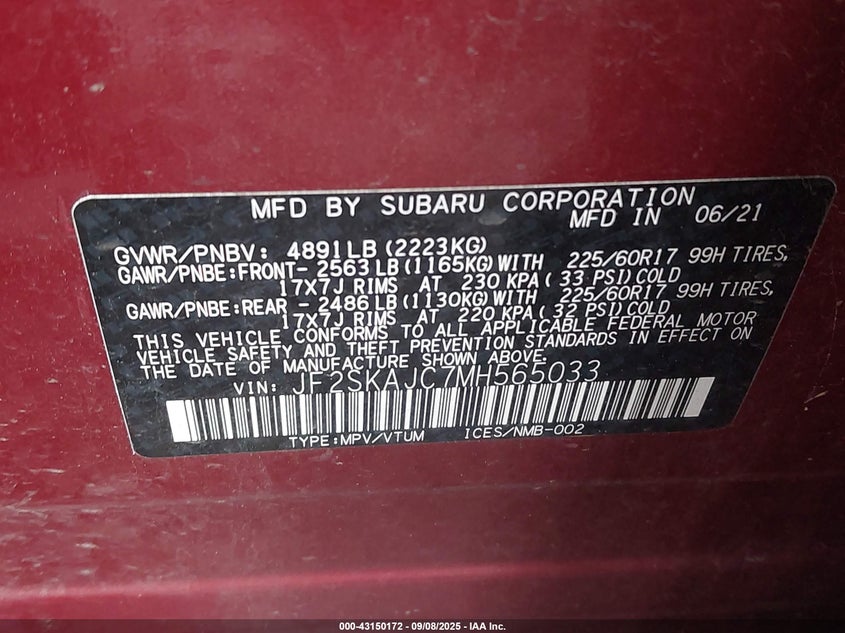 MFD BY SUBARU CORPORATION
MFD IN 06/21
GVWR/PNBV: 4891LB (2223KG)
GAWR/PNBE:FRONT- 2563 LB (1165KG) WITH 225/60R17 99H TIRES,
17X7J RIMS AT 230 KPA ( 33 PSI) COLD
GAWR/PNBE:REAR - 2486 LB (1130KG) WITH 225/60R17 99H TIRES,
17X7J RIMS AT 220 KPA ( 32 PSI) COLD
THIS VEHICLE CONFORMS TO ALL APPLICABLE FEDERAL MOTOR
VEHICLE SAFETY AND THEFT PREVENTION STANDARDS IN EFFECT ON
THE DATE OF MANUFACTURE SHOWN ABOVE.
VIN: JF2SKAJC7MH565033
TYPE:MPV/VTUM ICES/NMB-002
000-43150172 - 09/08/2025 - IAA Inc.